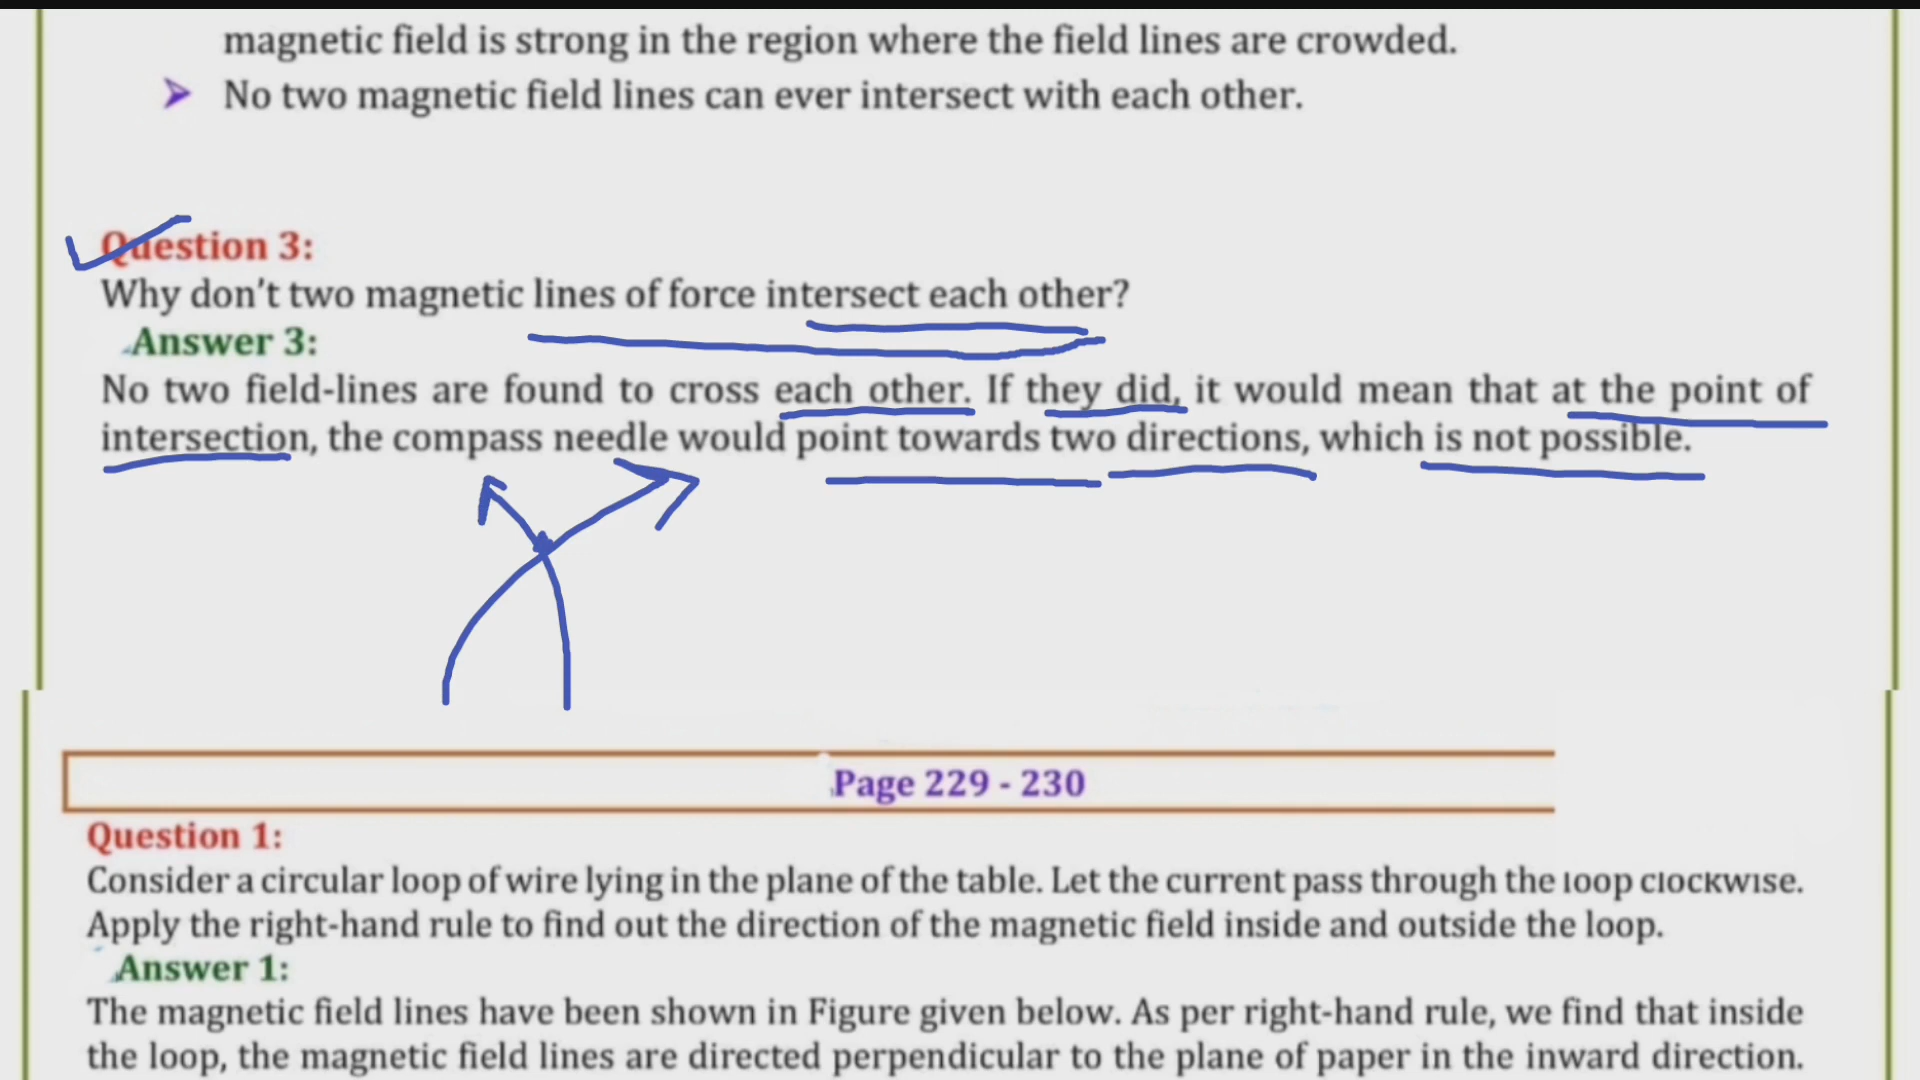 magnetic field is strong in the region where the field lines are crowded.
➤ No two magnetic field lines can ever intersect with each other.
Question 3:
Why don't two magnetic lines of force intersect each other?
Answer 3:
No two field-lines are found to cross each other. If they did, it would mean that at the point of
intersection, the compass needle would point towards two directions, which is not possible.
Page 229 - 230
Question 1:
Consider a circular loop of wire lying in the plane of the table. Let the current pass through the loop clockwise.
Apply the right-hand rule to find out the direction of the magnetic field inside and outside the loop.
Answer 1:
The magnetic field lines have been shown in Figure given below. As per right-hand rule, we find that inside
the loop, the magnetic field lines are directed perpendicular to the plane of paper in the inward direction.